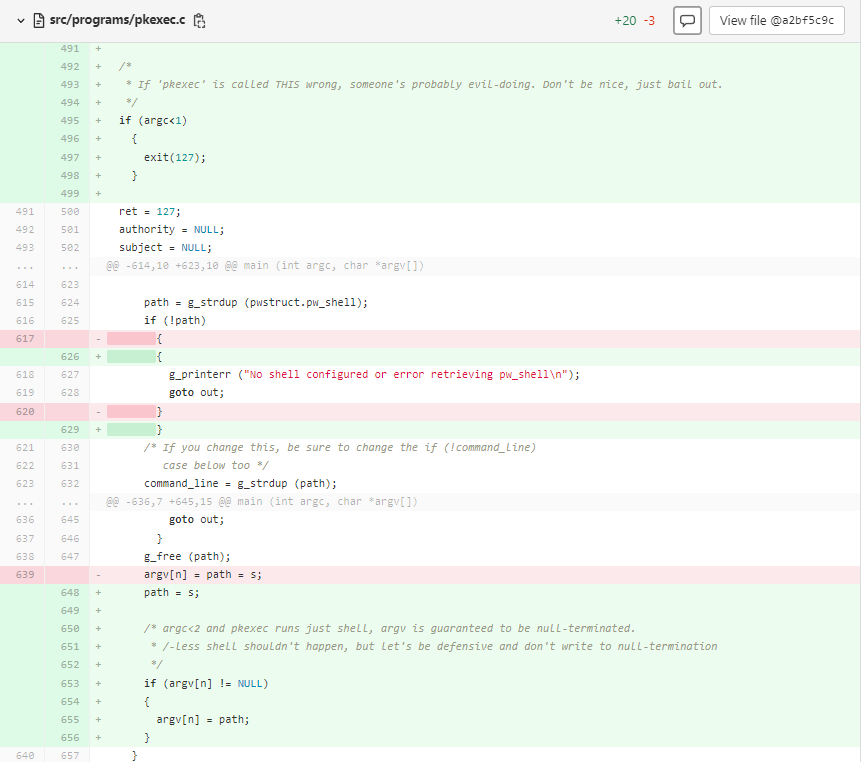 src/programs/pkexec.c +20 -3 View file @a2bf5c9c
491 +
492 + /*
493 + * If 'pkexec' is called THIS wrong, someone's probably evil-doing. Don't be nice, just bail out.
494 + */
495 + if (argc<1)
496 + {
497 + exit(127);
498 + }
499 +
491 500 ret = 127;
492 501 authority = NULL;
493 502 subject = NULL;
... ... @@ -614,10 +623,10 @@ main (int argc, char *argv[])
614 623
615 624 path = g_strdup (pwstruct.pw_shell);
616 625 if (!path)
617 - {
626 + {
618 627 g_printerr ("No shell configured or error retrieving pw_shell\n");
619 628 goto out;
620 - }
629 + }
621 630 /* If you change this, be sure to change the if (!command_line)
622 631 case below too */
623 632 command_line = g_strdup (path);
... ... @@ -636,7 +645,15 @@ main (int argc, char *argv[])
636 645 goto out;
637 646 }
638 647 g_free (path);
639 - argv[n] = path = s;
648 + path = s;
649 +
650 + /* argc<2 and pkexec runs just shell, argv is guaranteed to be null-terminated.
651 + * /-less shell shouldn't happen, but let's be defensive and don't write to null-termination
652 + */
653 + if (argv[n] != NULL)
654 + {
655 + argv[n] = path;
656 + }
640 657 }